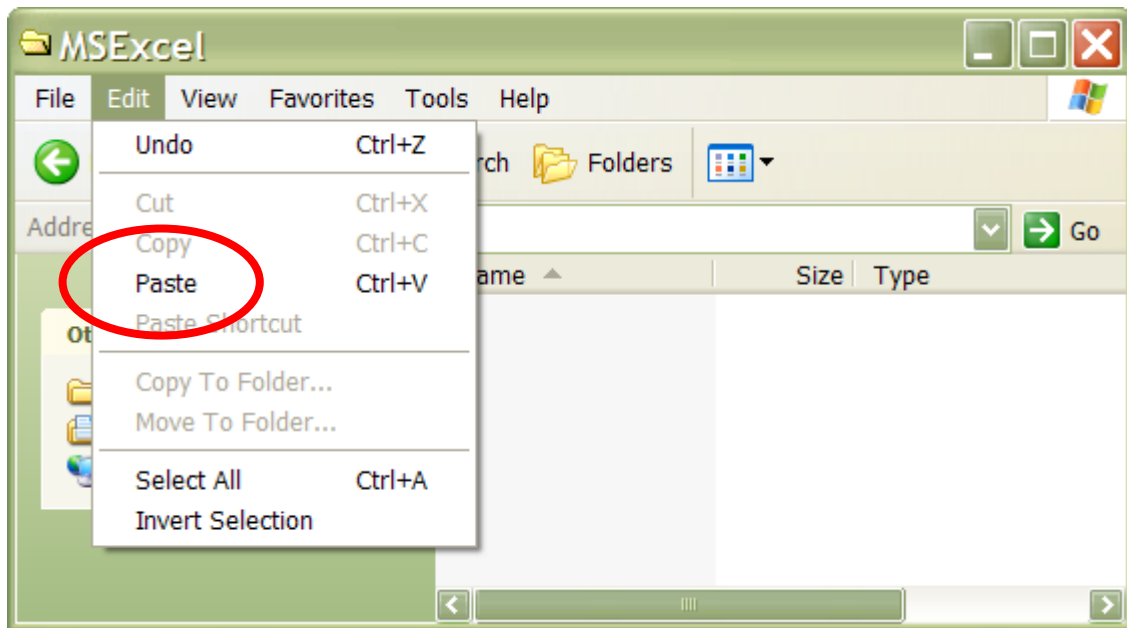 MSExcel
File Edit View Favorites Tools Help
Folders
Go
Size Type
Undo Ctrl+Z
Cut Ctrl+X
Copy Ctrl+C
Paste Ctrl+V
Paste Shortcut
Copy To Folder...
Move To Folder...
Select All Ctrl+A
Invert Selection